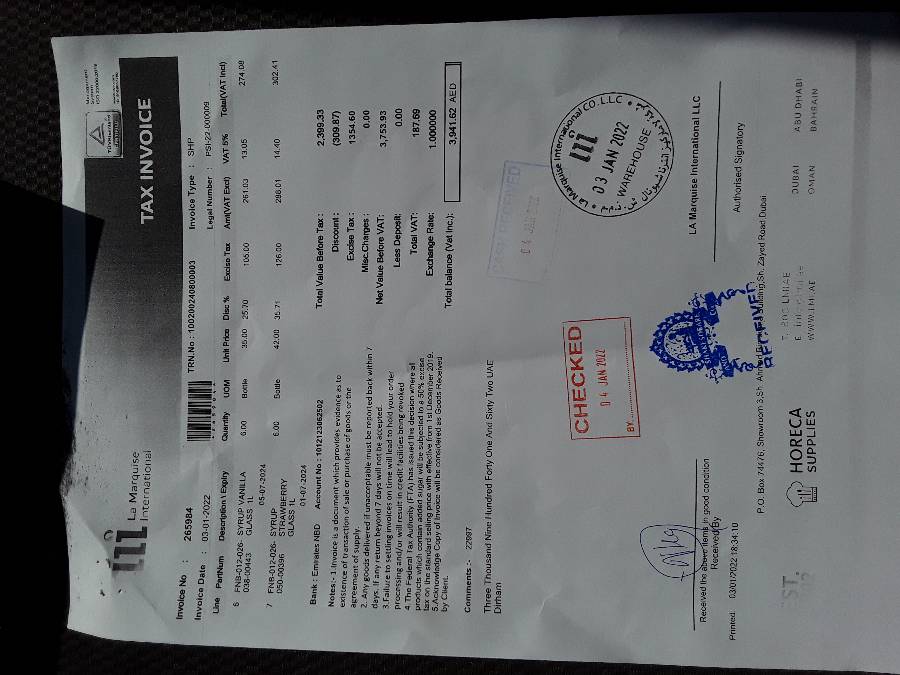 La Marquise
International
TAX INVOICE
Invoice No : 265984
TRN.No : 100200240800003
Invoice Type : SHP
Invoice Date : 03-01-2022
Legal Number : PSI-22-0000009
Line PartNum Description \ Expiry Quantity UOM Unit Price Disc % Excise Tax Amt(VAT Excl) VAT 5% Total(VAT Incl)
6 FNB-012-026- SYRUP VANILLA 6.00 Bottle 35.00 25.70 105.00 261.03 13.05 274.08
038-00443 GLASS 1L
05-07-2024
7 FNB-012-026- SYRUP 6.00 Bottle 42.00 35.71 126.00 288.01 14.40 302.41
050-00396 STRAWBERRY
GLASS 1L
01-07-2024
Bank : Emirates NBD Account No : 1012123062502
Notes:- 1.Invoice is a document which provides evidence as to
existence of transaction of sale or purchase of goods or the
agreement of supply.
2. Any goods delivered if unacceptable must be reported back within 7
days. If any return beyond 7 days will not be accepted.
3.Failure to settling invoices on time will lead to hold your order
processing and/or will result in credit facilities being revoked
4.The Federal Tax Authority (FTA) has issued this decision where all
products which contain added sugar will be subjected to a 50% excise
tax on the standard selling price with effective from 1st December 2019.
5.Acknowledge Copy of Invoice will be considered as Goods Received
by Client.
Total Value Before Tax : 2,399.33
Discount : (309.87)
Excise Tax : 1354.60
Misc.Charges : 0.00
Net Value Before VAT: 3,753.93
Less Deposit: 0.00
Total VAT: 187.69
Exchange Rate: 1.000000
Total balance (Vat Inc.): 3,941.62 AED
Comments :- 22997
Three Thousand Nine Hundred Forty One And Sixty Two UAE
Dirham
RECEIVED
04 JAN 2022
CHECKED
04 JAN 2022
BY:
La Marquise International CO. L.L.C
03 JAN 2022
WAREHOUSE
RECEIVED
LA Marquise International LLC
Received the above items in good condition
Received By
Authorised Signatory
Printed: 03/01/2022 18:34:10
P.O. Box 74476, Showroom 3,Sh. Building,Sh. Zayed Road Dubai
HORECA
SUPPLIES
WWW.LMI.AE
DUBAI ABU DHABI
OMAN BAHRAIN